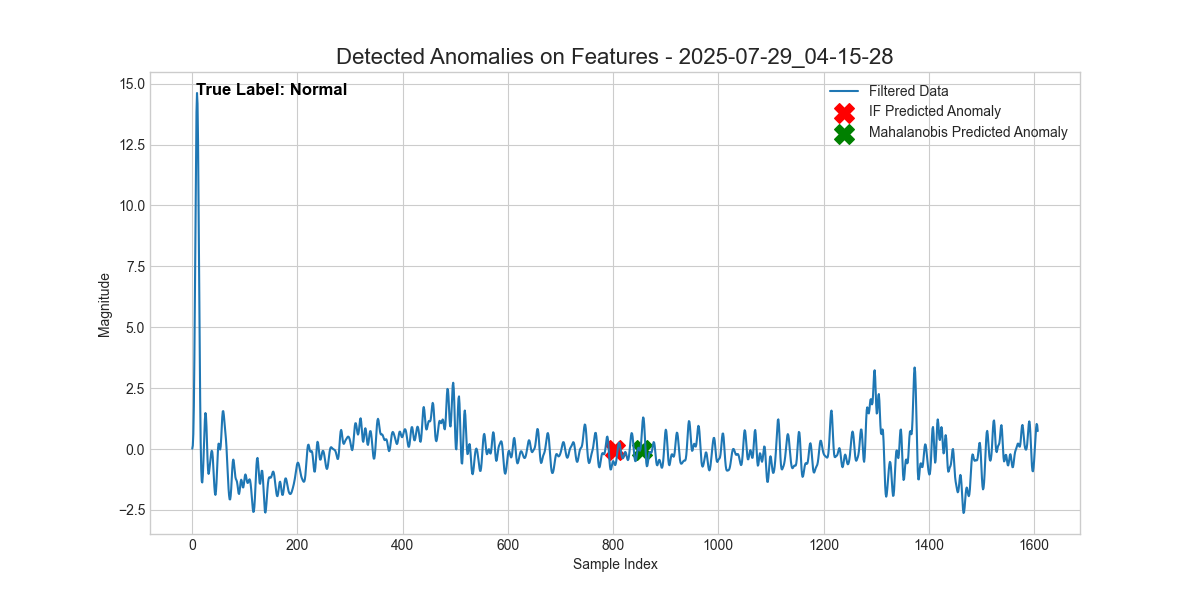 Detected Anomalies on Features - 2025-07-29_04-15-28
True Label: Normal
Filtered Data
IF Predicted Anomaly
Mahalanobis Predicted Anomaly
15.0
12.5
10.0
7.5
5.0
2.5
0.0
−2.5
Magnitude
0 200 400 600 800 1000 1200 1400 1600
Sample Index